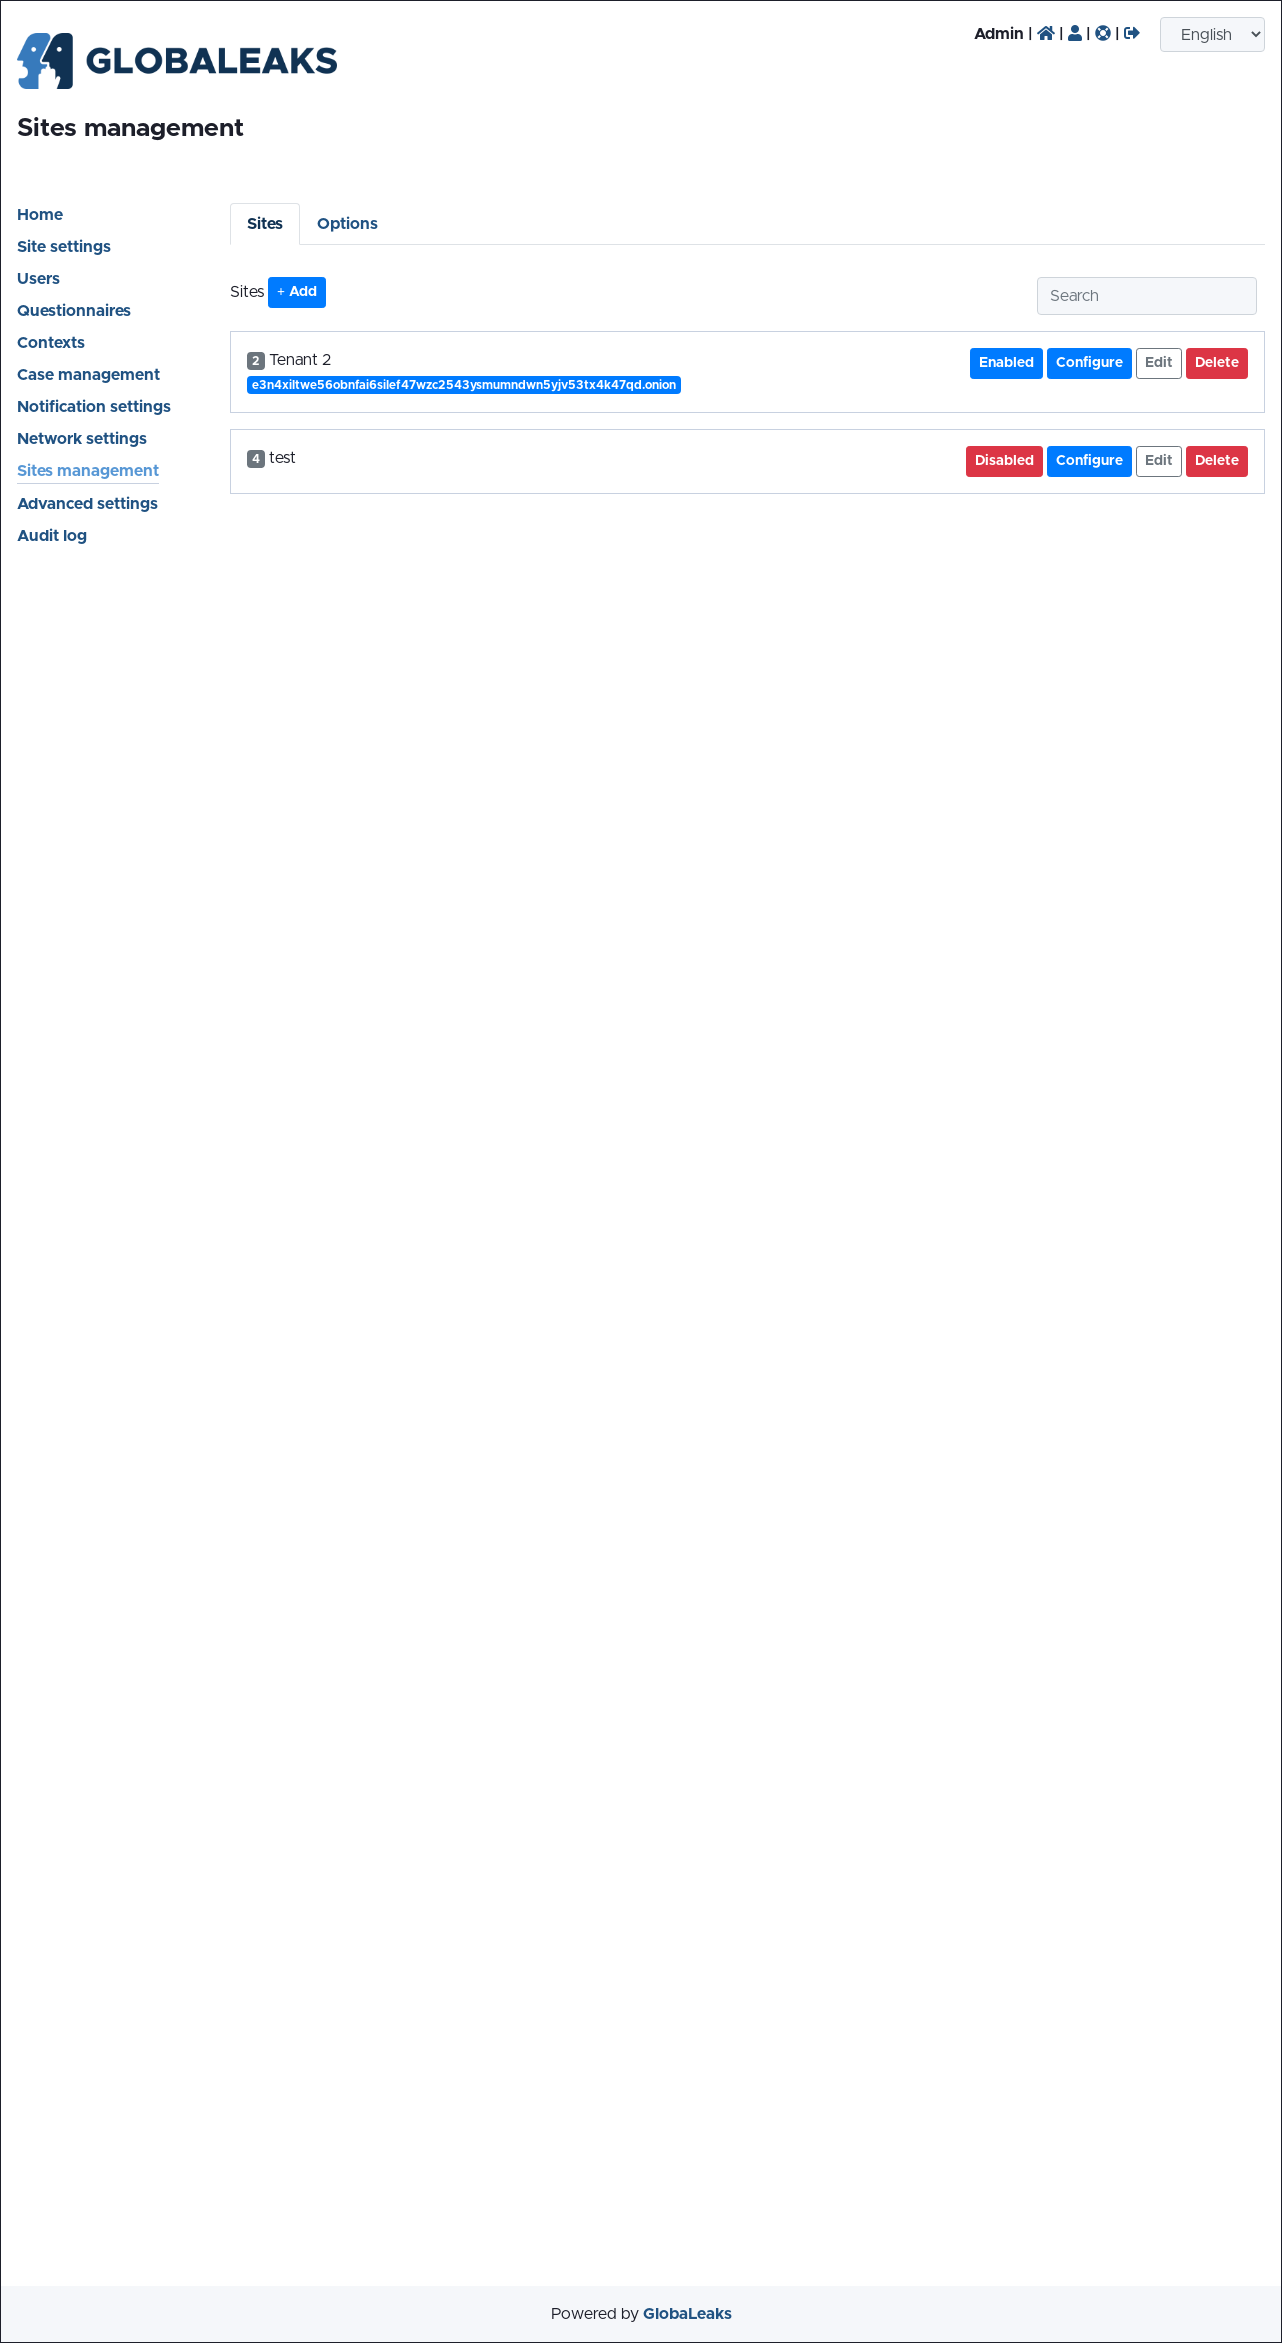 Admin | | | |
English
GLOBALEAKS
Sites management
Home
Site settings
Users
Questionnaires
Contexts
Case management
Notification settings
Network settings
Sites management
Advanced settings
Audit log
Sites Options
Sites + Add
Search
2 Tenant 2
Enabled Configure Edit Delete
e3n4xiltwe56obnfai6silef47wzc2543ysmumndwn5yjv53tx4k47qd.onion
4 test
Disabled Configure Edit Delete
Powered by GlobaLeaks